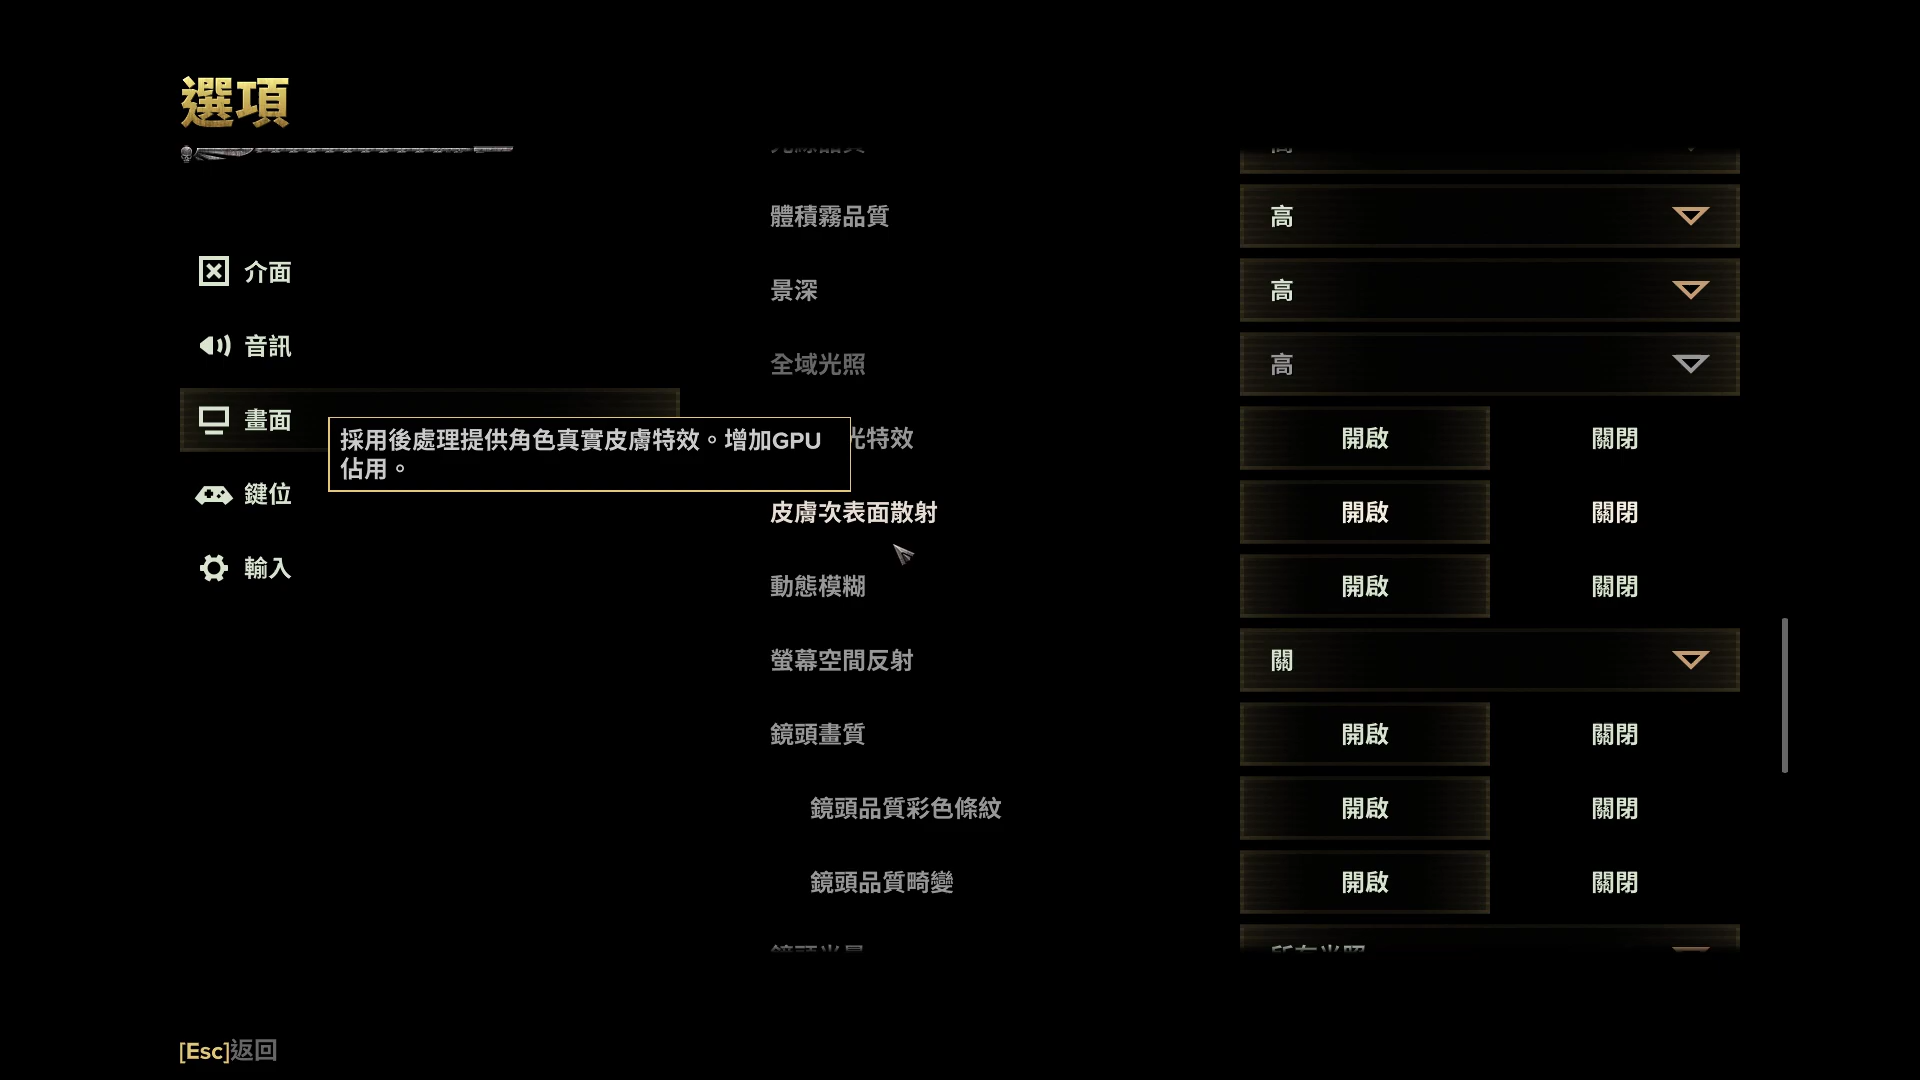 選項
體積霧品質 高
景深 高
全域光照 高
光特效 開啟 關閉
皮膚次表面散射 開啟 關閉
動態模糊 開啟 關閉
螢幕空間反射 關
鏡頭畫質 開啟 關閉
鏡頭品質彩色條紋 開啟 關閉
鏡頭品質畸變 開啟 關閉
介面
音訊
畫面
鍵位
輸入
採用後處理提供角色真實皮膚特效。增加GPU
佔用。
[Esc]返回